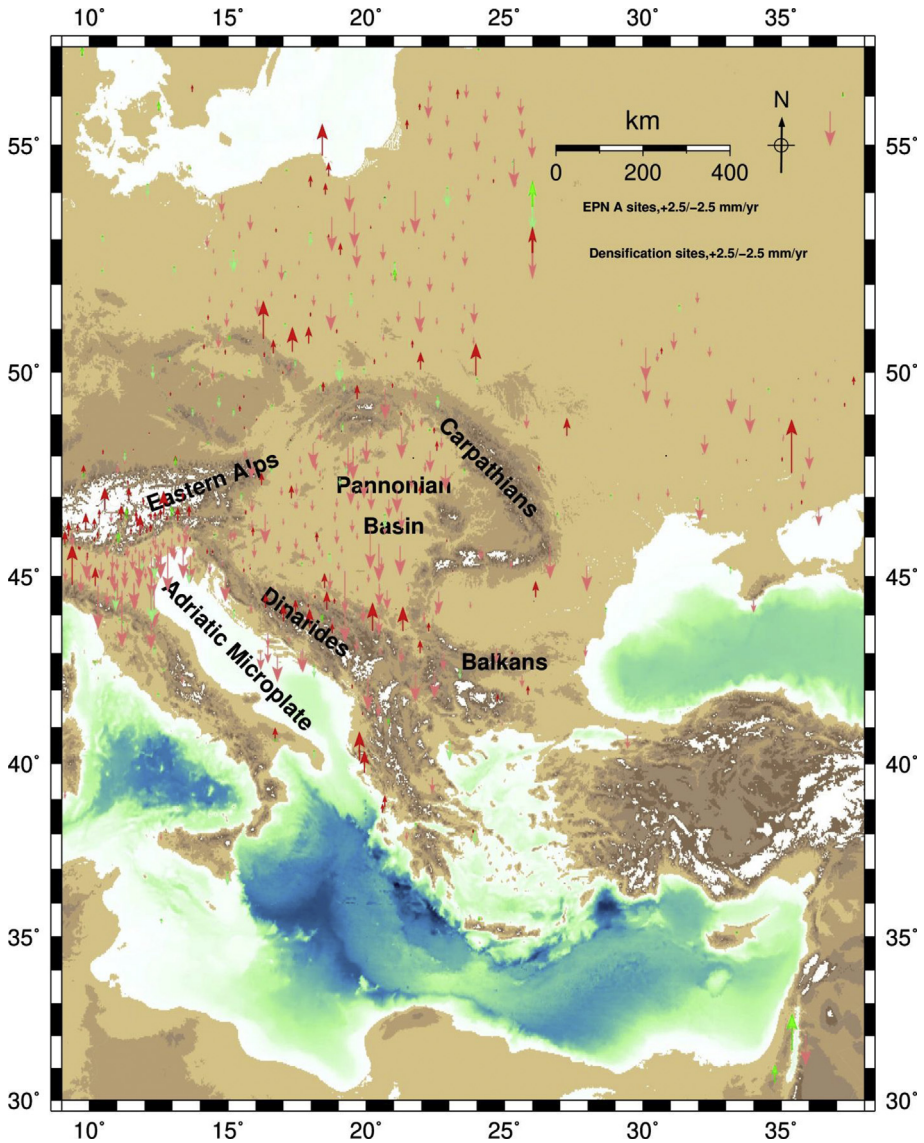 10° 15° 20° 25° 30° 35°
55°
50°
45°
40°
35°
30°
N
km
0 200 400
EPN A sites,+2.5/−2.5 mm/yr
Densification sites,+2.5/−2.5 mm/yr
Carpathians
Eastern Alps
Pannonian
Basin
Dinarides
Adriatic Microplate
Balkans
55°
50°
45°
40°
35°
30°
10° 15° 20° 25° 30° 35°